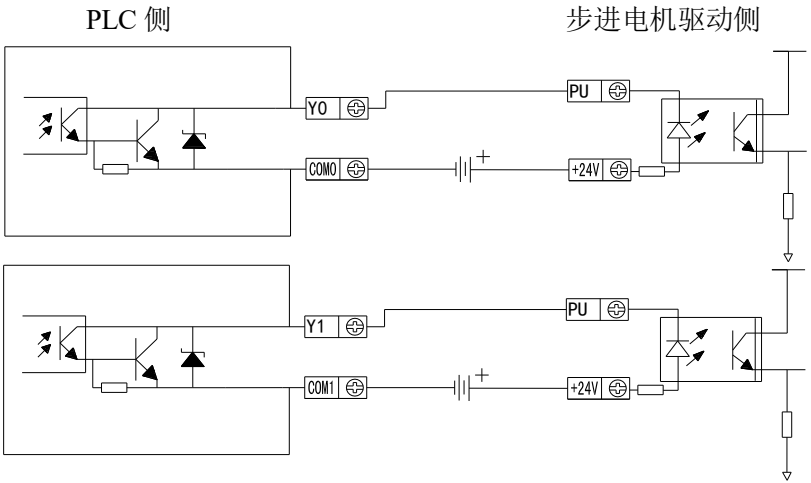 PLC 侧 步进电机驱动侧
Y0 PU
COM0 + +24V
Y1 PU
COM1 + +24V